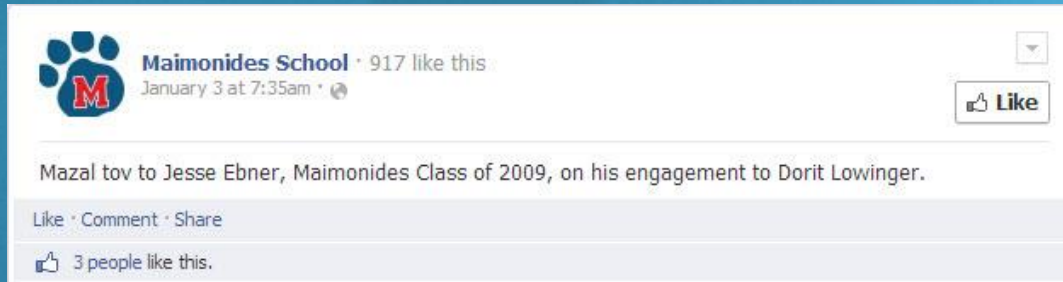 M
Maimonides School · 917 like this
January 3 at 7:35am ·
Like
Mazal tov to Jesse Ebner, Maimonides Class of 2009, on his engagement to Dorit Lowinger.
Like · Comment · Share
3 people like this.